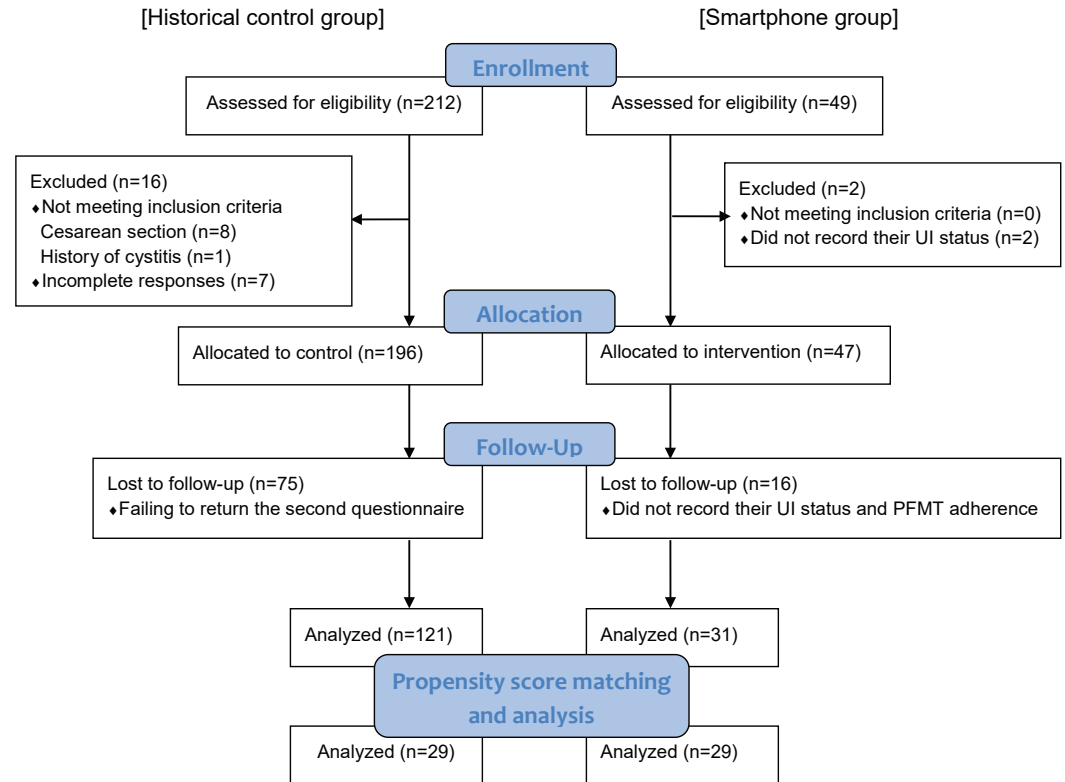 [Historical control group]
[Smartphone group]
Enrollment
Assessed for eligibility (n=212)
Assessed for eligibility (n=49)
Excluded (n=16)
♦Not meeting inclusion criteria
Cesarean section (n=8)
History of cystitis (n=1)
♦Incomplete responses (n=7)
Excluded (n=2)
♦Not meeting inclusion criteria (n=0)
♦Did not record their UI status (n=2)
Allocation
Allocated to control (n=196)
Allocated to intervention (n=47)
Follow-Up
Lost to follow-up (n=75)
♦Failing to return the second questionnaire
Lost to follow-up (n=16)
♦Did not record their UI status and PFMT adherence
Analyzed (n=121)
Analyzed (n=31)
Propensity score matching
and analysis
Analyzed (n=29)
Analyzed (n=29)